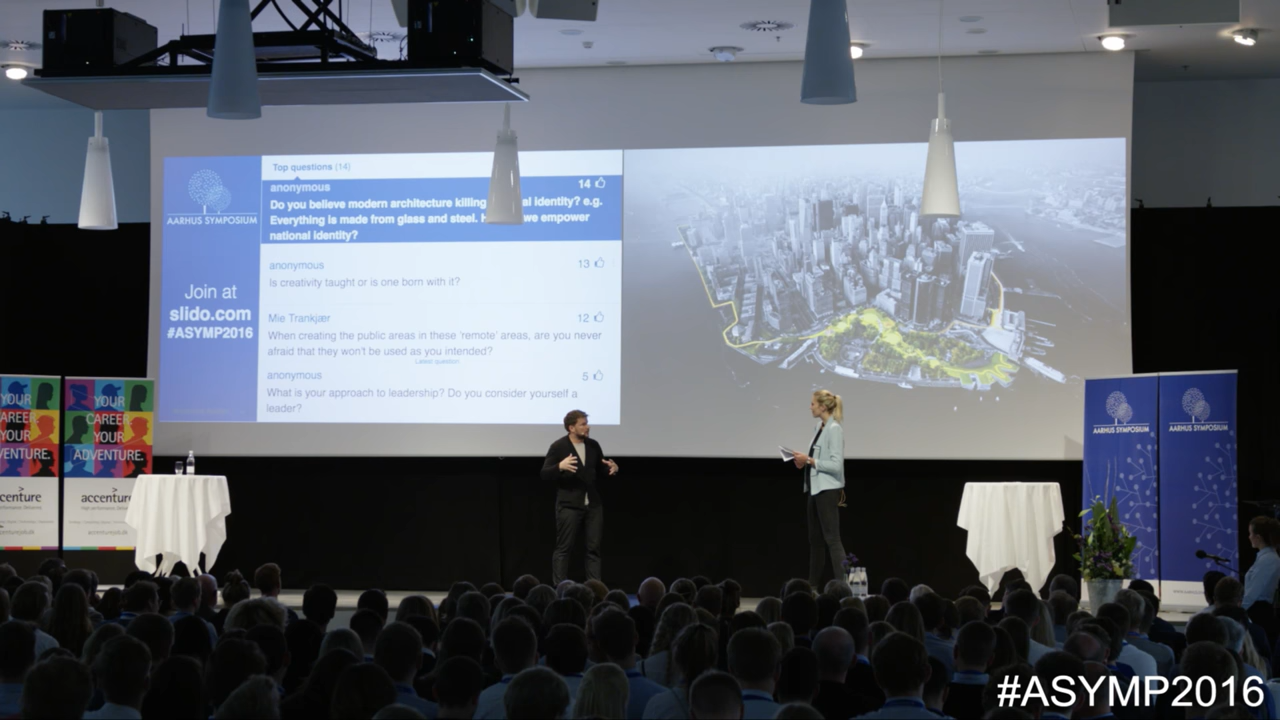 Top questions (14)
anonymous
14
Do you believe modern architecture killing identity? e.g.
Everything is made from glass and steel. we empower
national identity?
anonymous
13
Is creativity taught or is one born with it?
Mie Trankjær
12
When creating the public areas in these 'remote' areas, are you never
afraid that they won't be used as you intended?
Latest question
anonymous
5
What is your approach to leadership? Do you consider yourself a
leader?
AARHUS SYMPOSIUM
Join at
slido.com
#ASYMP2016
YOUR
CAREER
YOUR
ADVENTURE.
accenture
YOUR
CAREER
YOUR
ADVENTURE.
accenture
AARHUS SYMPOSIUM
AARHUS SYMPOSIUM
#ASYMP2016